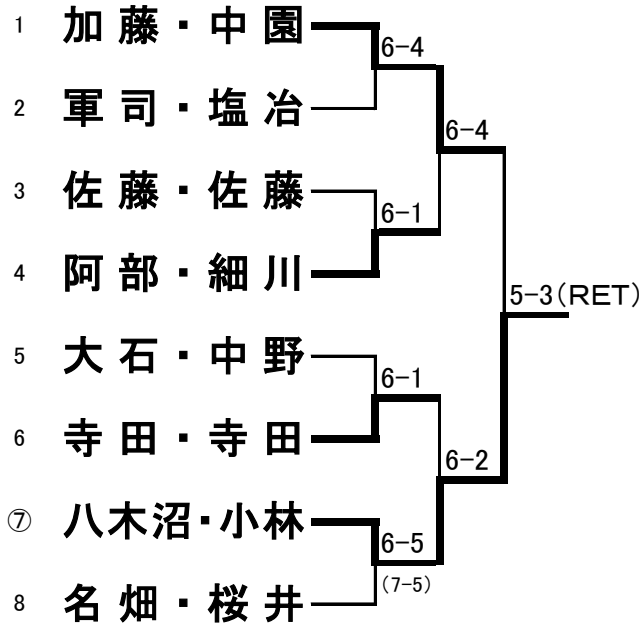 1 加藤・中園
6-4
2 軍司・塩冶
6-4
3 佐藤・佐藤
6-1
4 阿部・細川
5-3(RET)
5 大石・中野
6-1
6 寺田・寺田
6-2
⑦ 八木沼・小林
6-5
(7-5)
8 名畑・桜井